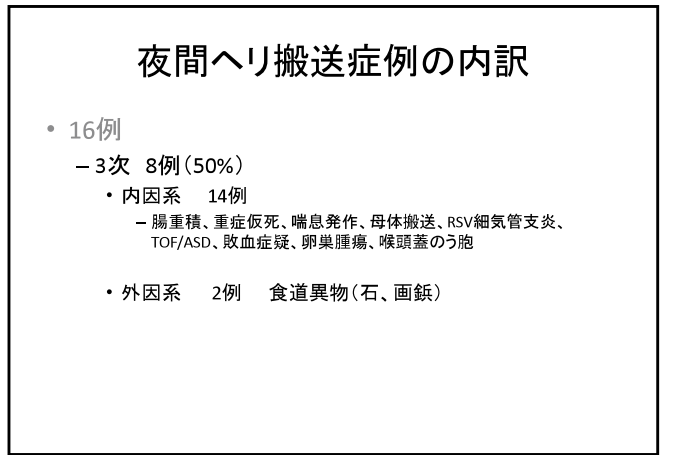 夜間ヘリ搬送症例の内訳
• 16例
– 3次 8例(50%)
• 内因系 14例
– 腸重積、重症仮死、喘息発作、母体搬送、RSV細気管支炎、
TOF/ASD、敗血症疑、卵巣腫瘍、喉頭蓋のう胞
• 外因系 2例 食道異物(石、画鋲)